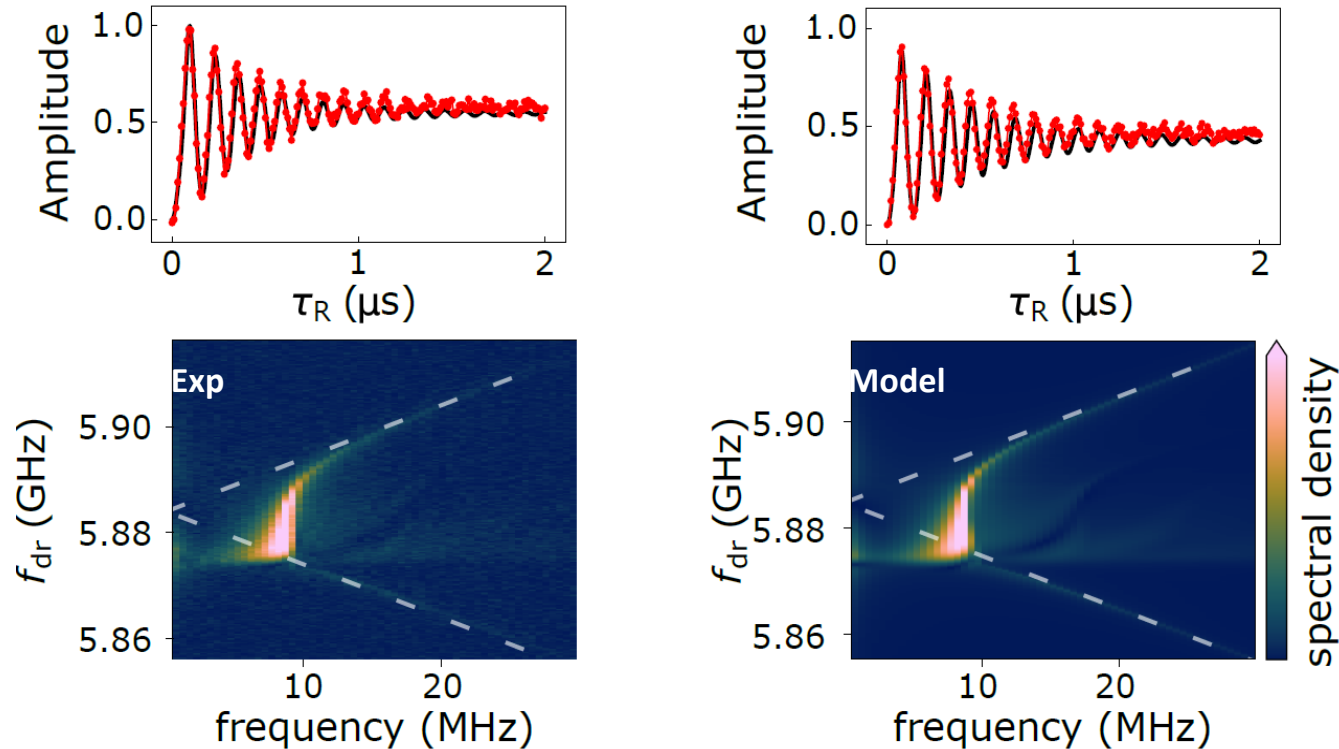 Amplitude
1.0
0.5
0.0
0 1 2
τR (μs)
Amplitude
1.0
0.5
0.0
0 1 2
τR (μs)
Exp
fdr (GHz)
5.90
5.88
5.86
10 20
frequency (MHz)
Model
fdr (GHz)
5.90
5.88
5.86
10 20
frequency (MHz)
spectral density